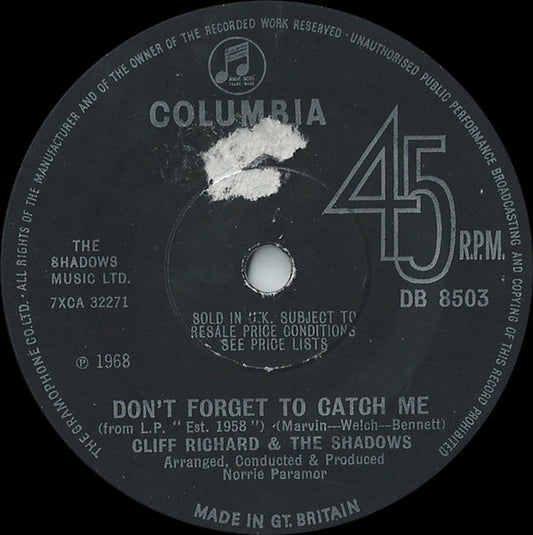 ALL RIGHTS OF THE MANUFACTURER AND OF THE OWNER OF THE RECORDED WORK RESERVED · UNAUTHORISED PUBLIC PERFORMANCE BROADCASTING AND COPYING OF THIS RECORD PROHIBITED
THE GRAMOPHONE CO. LTD.
COLUMBIA
45 R.P.M.
DB 8503
THE
SHADOWS
MUSIC LTD.
7XCA 32271
SOLD IN U.K. SUBJECT TO
RESALE PRICE CONDITIONS
SEE PRICE LISTS
℗ 1968
DON'T FORGET TO CATCH ME
(from L.P. “ Est. 1958 ”) (Marvin—Welch—Bennett)
CLIFF RICHARD & THE SHADOWS
Arranged, Conducted & Produced
Norrie Paramor
MADE IN GT. BRITAIN